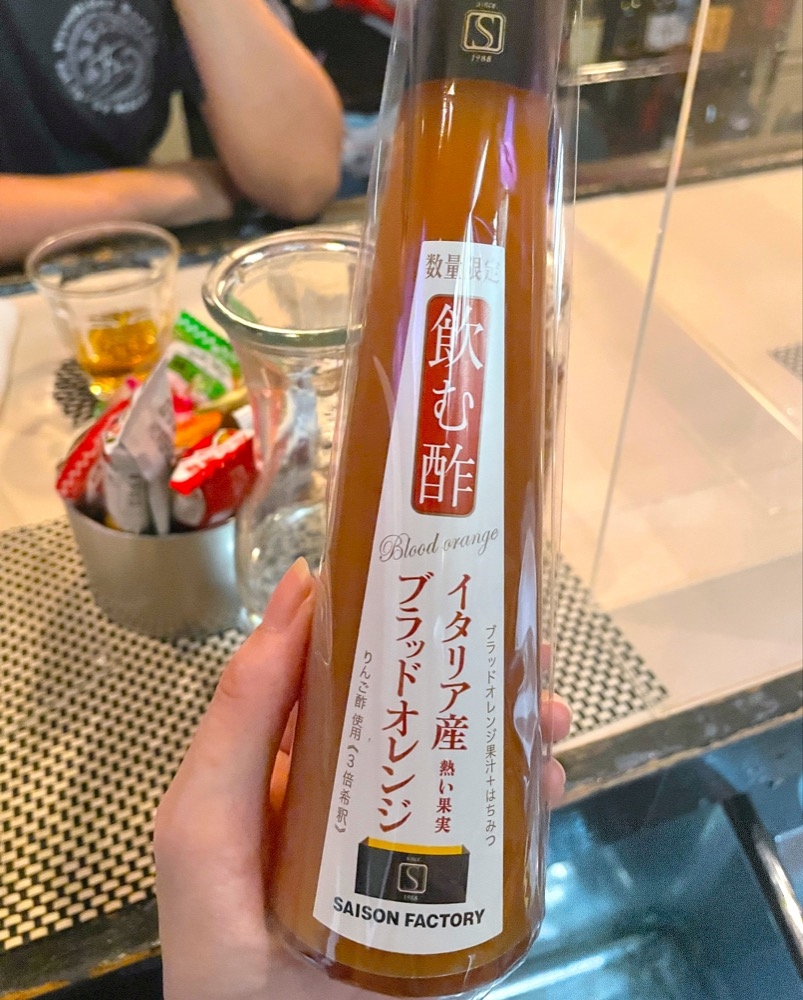 Since
S
1988
数量限定
飲む酢
Blood orange
ブラッドオレンジ果汁+はちみつ
イタリア産 熱い果実
ブラッドオレンジ
りんご酢 使用《3倍希釈》
since
S
1988
SAISON FACTORY